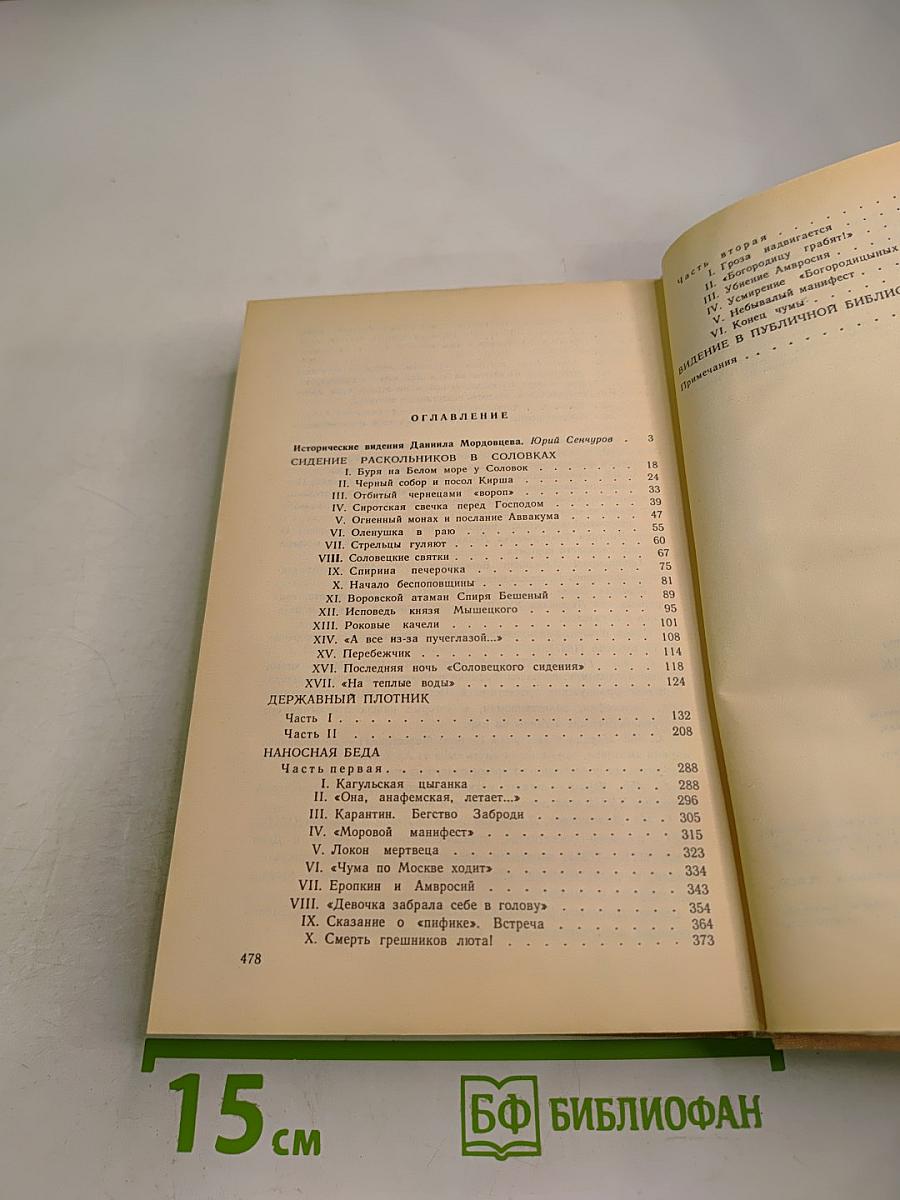 ОГЛАВЛЕНИЕ
Исторические видения Даниила Мордовцева. Юрий Сенчуров . 3
СИДЕНИЕ РАСКОЛЬНИКОВ В СОЛОВКАХ
I. Буря на Белом море у Соловок . . . . . . . 18
II. Черный собор и посол Кирша . . . . . . . 24
III. Отбитый чернецами «вороп» . . . . . . . 33
IV. Сиротская свечка перед Господом . . . . . . 39
V. Огненный монах и послание Аввакума . . . . . 47
VI. Оленушка в раю . . . . . . . . . . 55
VII. Стрельцы гуляют . . . . . . . . . . 60
VIII. Соловецкие святки . . . . . . . . . . 67
IX. Спирина печерочка . . . . . . . . . . 75
X. Начало беспоповщины . . . . . . . . . 81
XI. Воровской атаман Спиря Бешеный . . . . . . 89
XII. Исповедь князя Мышецкого . . . . . . . 95
XIII. Роковые качели . . . . . . . . . . . 101
XIV. «А все из-за пучеглазой...» . . . . . . . . 108
XV. Перебежчик . . . . . . . . . . . . 114
XVI. Последняя ночь «Соловецкого сидения» . . . . 118
XVII. «На теплые воды» . . . . . . . . . . 124
ДЕРЖАВНЫЙ ПЛОТНИК
Часть I . . . . . . . . . . . . . . . 132
Часть II . . . . . . . . . . . . . . . 208
НАНОСНАЯ БЕДА
Часть первая . . . . . . . . . . . . . 288
I. Кагульская цыганка . . . . . . . . . . 288
II. «Она, анафемская, летает...» . . . . . . . . 296
III. Карантин. Бегство Заброди . . . . . . . . 305
IV. «Моровой манифест» . . . . . . . . . . 315
V. Локон мертвеца . . . . . . . . . . . 323
VI. «Чума по Москве ходит» . . . . . . . . . 334
VII. Еропкин и Амвросий . . . . . . . . . . 343
VIII. «Девочка забрала себе в голову» . . . . . . . 354
IX. Сказание о «пифике». Встреча . . . . . . . 364
X. Смерть грешников люта! . . . . . . . . . 373
478
Часть вторая . . . . . . .
I. Гроза надвигается . . . .
II. «Богородицу грабят!» . . .
III. Убиение Амвросия . . . .
IV. Усмирение «Богородицыных
V. Небывалый манифест . . .
VI. Конец чумы . . . . .
ВИДЕНИЕ В ПУБЛИЧНОЙ БИБЛИО
Примечания . . . . . . . .
15 см
БФ БИБЛИОФАН